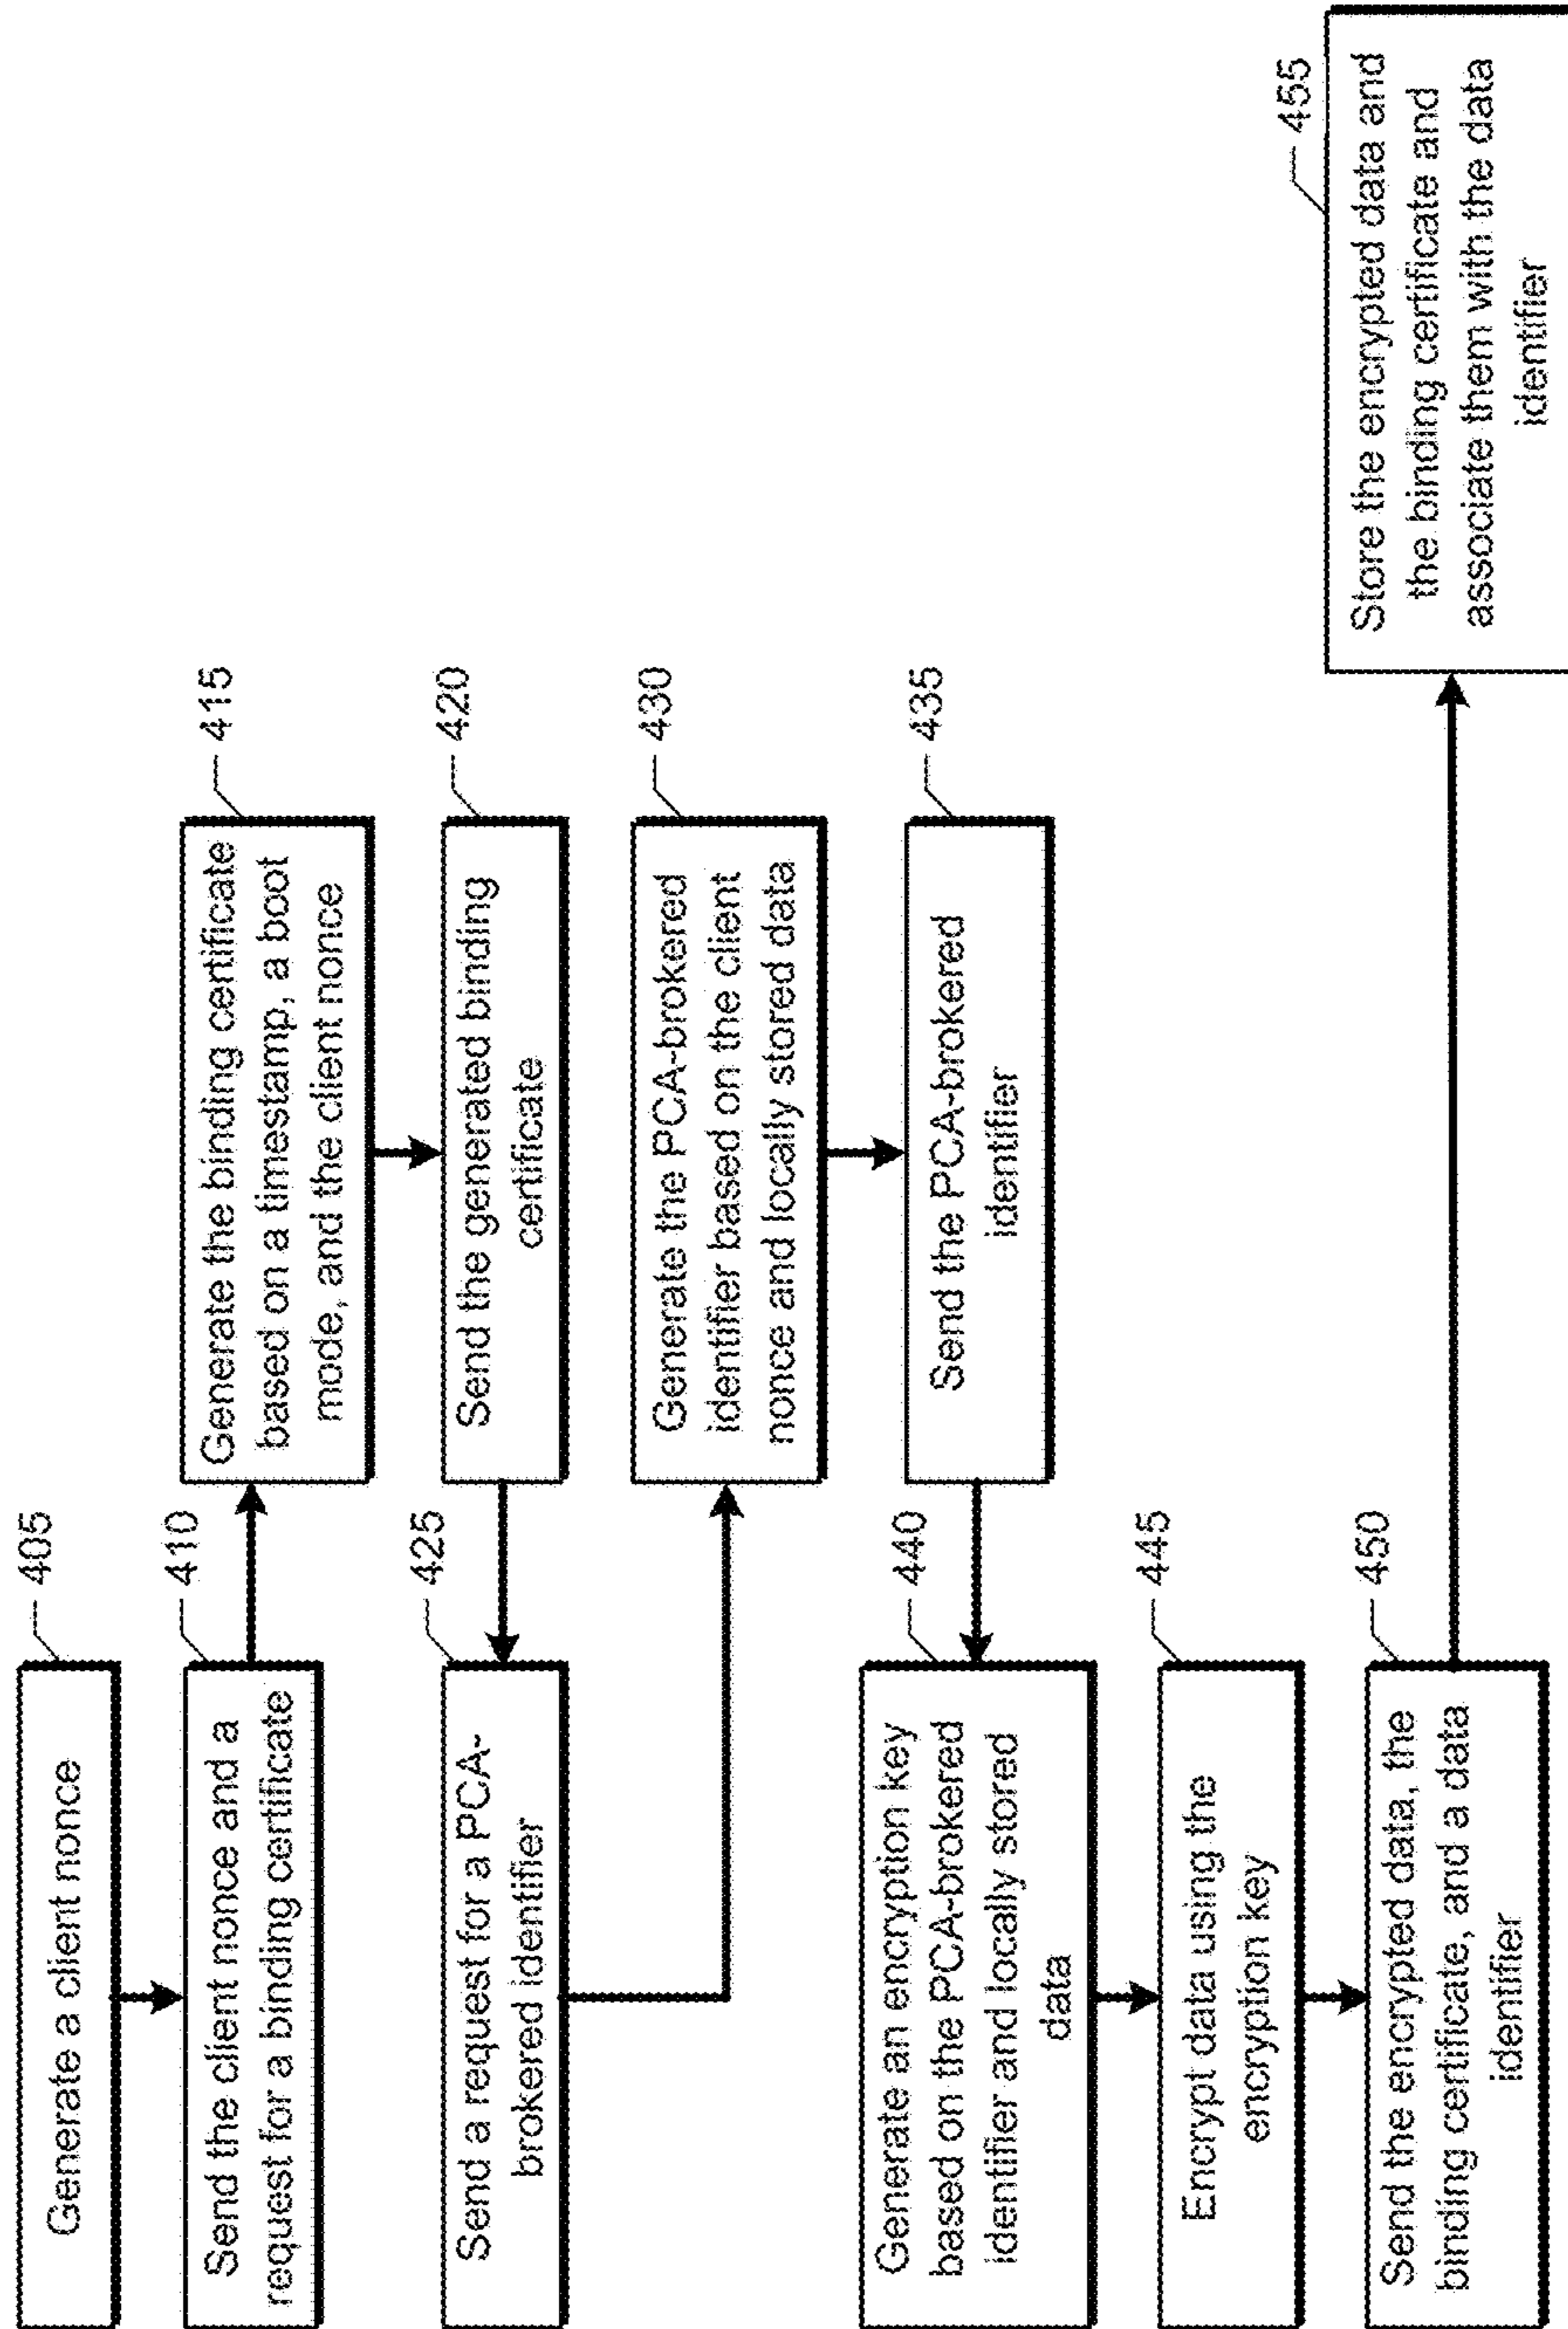 405
Generate a client nonce
410
Send the client nonce and a
request for a binding certificate
415
Generate the binding certificate
based on a timestamp, a boot
mode, and the client nonce
420
Send the generated binding
certificate
425
Send a request for a PCA-
brokered identifier
430
Generate the PCA-brokered
identifier based on the client
nonce and locally stored data
435
Send the PCA-brokered
identifier
440
Generate an encryption key
based on the PCA-brokered
identifier and locally stored
data
445
Encrypt data using the
encryption key
450
Send the encrypted data, the
binding certificate, and a data
identifier
455
Store the encrypted data and
the binding certificate and
associate them with the data
identifier